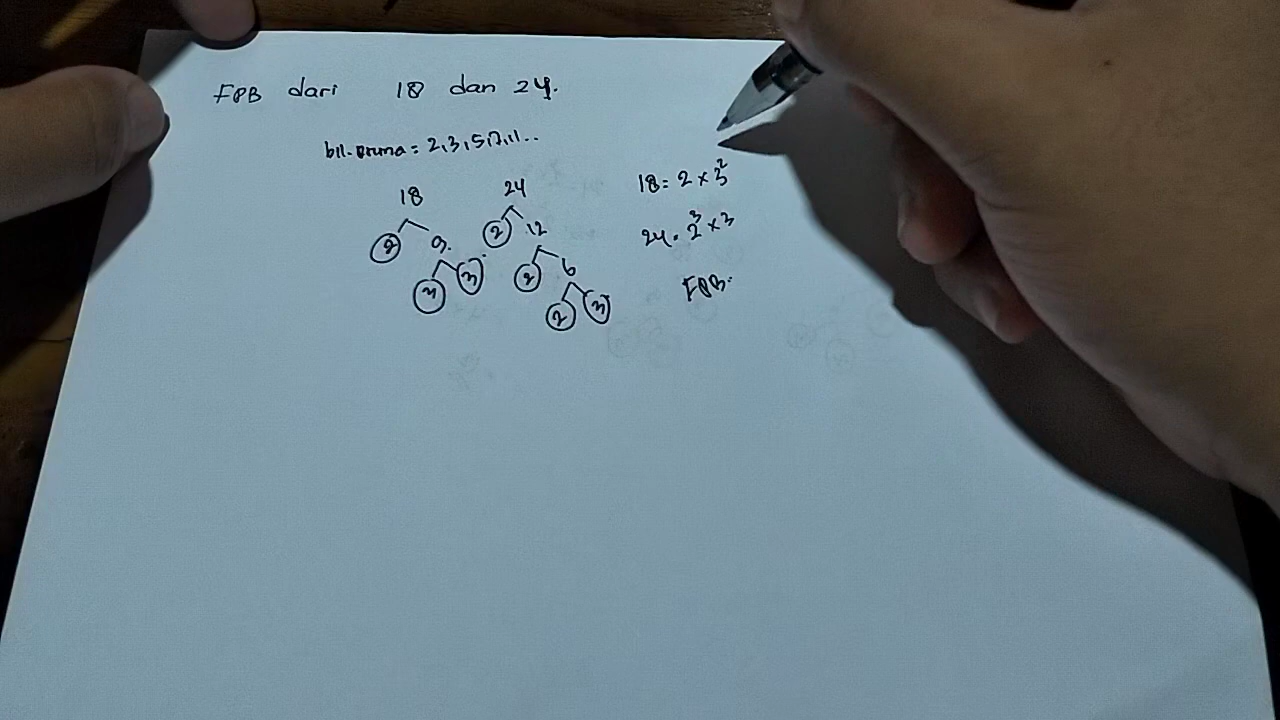 FPB dari 18 dan 24.
bil. prima = 2,3,5,7,11..
18 24
2 9. 2 12
3 3 2 6
2 3
18 = 2 × 3²
24 = 2³ × 3
FPB: